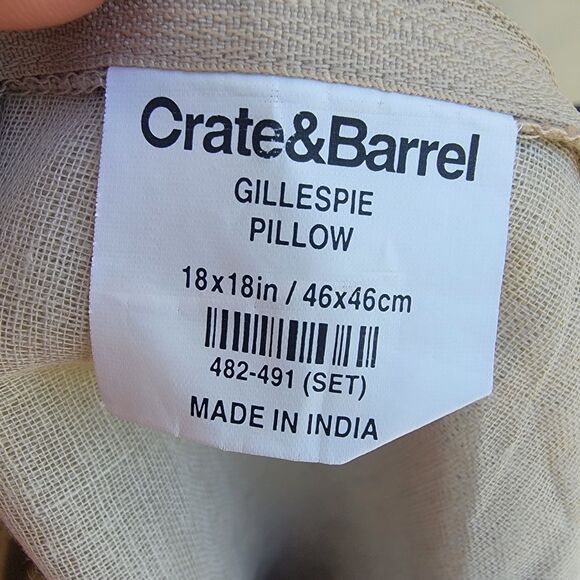 Crate&Barrel
GILLESPIE
PILLOW
18x18in / 46x46cm
482-491 (SET)
MADE IN INDIA